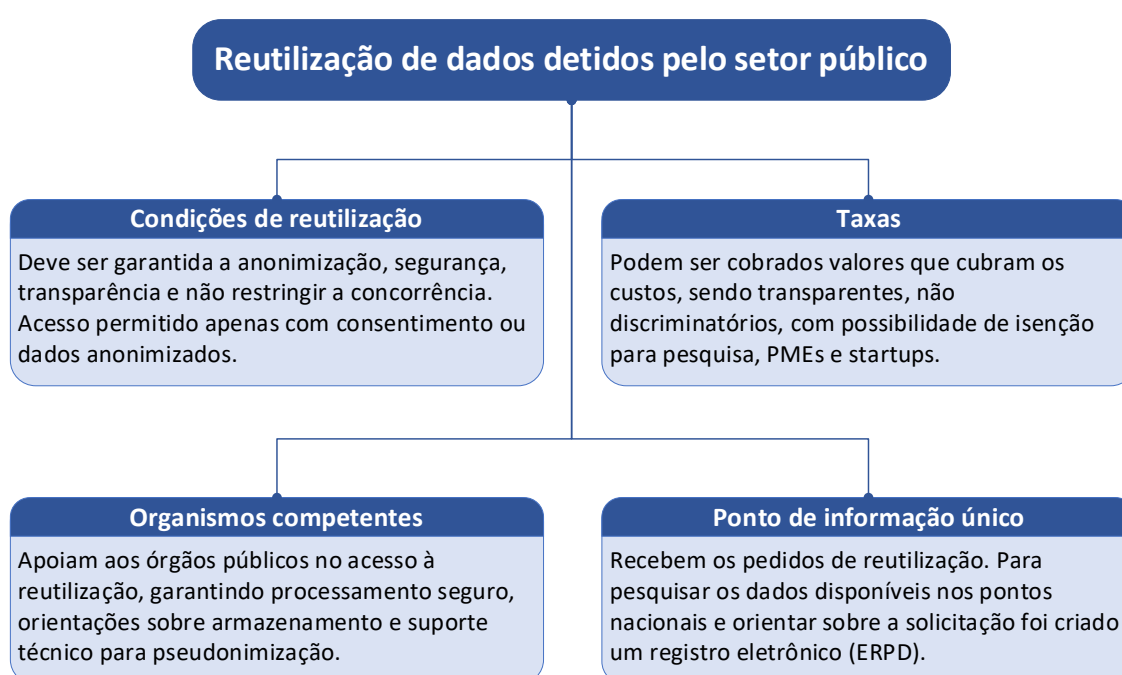 Reutilização de dados detidos pelo setor público
Condições de reutilização
Deve ser garantida a anonimização, segurança,
transparência e não restringir a concorrência.
Acesso permitido apenas com consentimento ou
dados anonimizados.
Taxas
Podem ser cobrados valores que cubram os
custos, sendo transparentes, não
discriminatórios, com possibilidade de isenção
para pesquisa, PMEs e startups.
Organismos competentes
Apoiam aos órgãos públicos no acesso à
reutilização, garantindo processamento seguro,
orientações sobre armazenamento e suporte
técnico para pseudonimização.
Ponto de informação único
Recebem os pedidos de reutilização. Para
pesquisar os dados disponíveis nos pontos
nacionais e orientar sobre a solicitação foi criado
um registro eletrônico (ERPD).